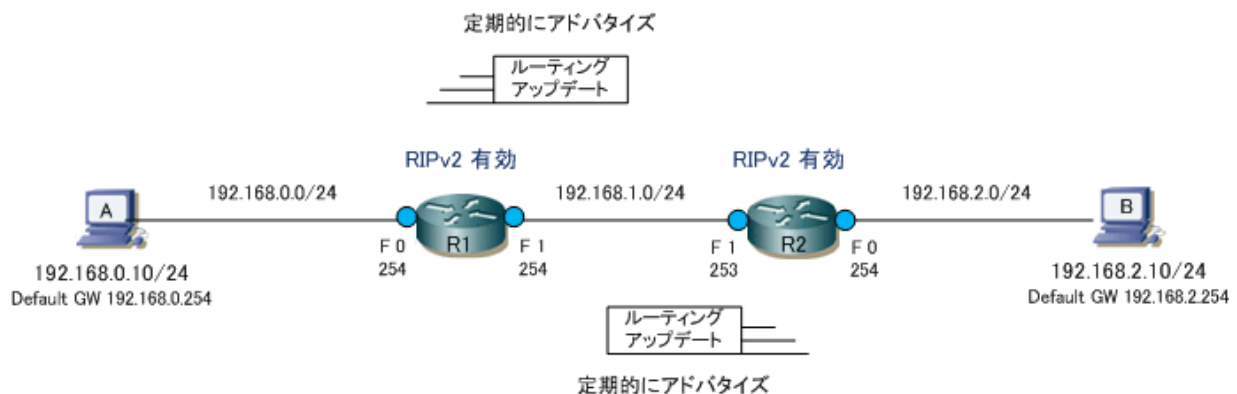 定期的にアドバタイズ
ルーティング
アップデート
RIPv2 有効
RIPv2 有効
192.168.0.0/24
192.168.1.0/24
192.168.2.0/24
A
B
R1
R2
F0
254
F1
254
F1
253
F0
254
192.168.0.10/24
Default GW 192.168.0.254
192.168.2.10/24
Default GW 192.168.2.254
ルーティング
アップデート
定期的にアドバタイズ